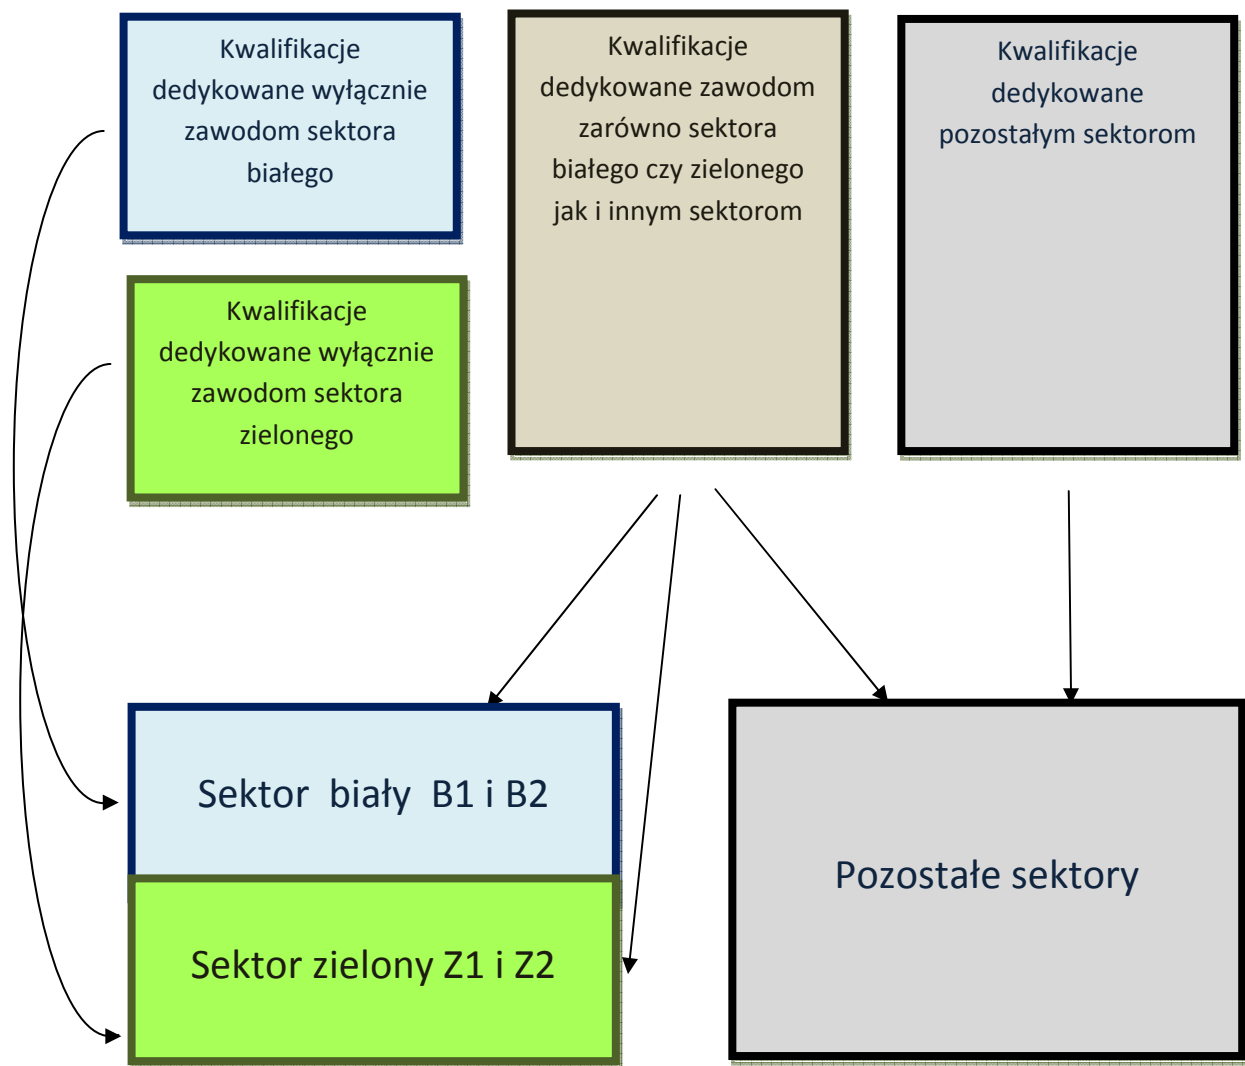 Kwalifikacje
dedykowane wyłącznie
zawodom sektora
białego
Kwalifikacje
dedykowane wyłącznie
zawodom sektora
zielonego
Kwalifikacje
dedykowane zawodom
zarówno sektora
białego czy zielonego
jak i innym sektorom
Kwalifikacje
dedykowane
pozostałym sektorom
Sektor biały B1 i B2
Sektor zielony Z1 i Z2
Pozostałe sektory